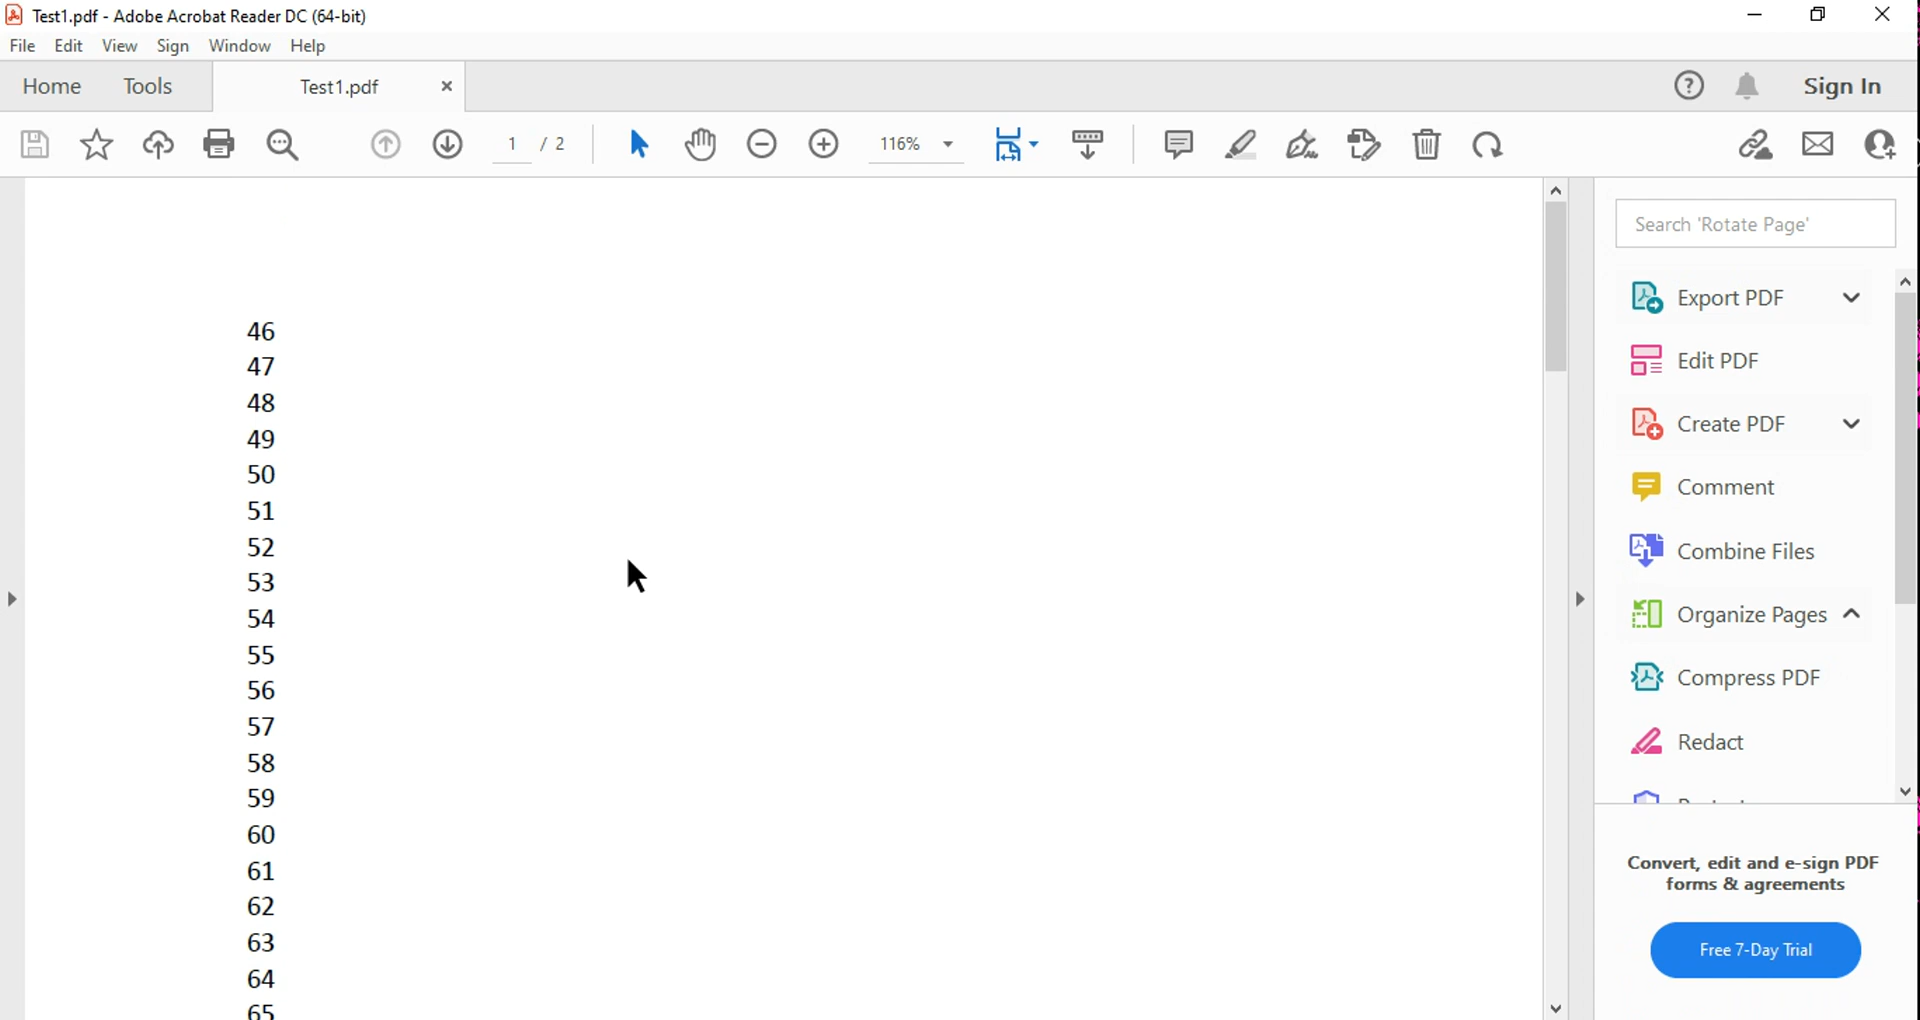 Test1.pdf - Adobe Acrobat Reader DC (64-bit)
File Edit View Sign Window Help
Home Tools Test1.pdf Sign In
1 / 2 116%
Search 'Rotate Page'
Export PDF
Edit PDF
Create PDF
Comment
Combine Files
Organize Pages
Compress PDF
Redact
Convert, edit and e-sign PDF
forms & agreements
Free 7-Day Trial
46
47
48
49
50
51
52
53
54
55
56
57
58
59
60
61
62
63
64
65